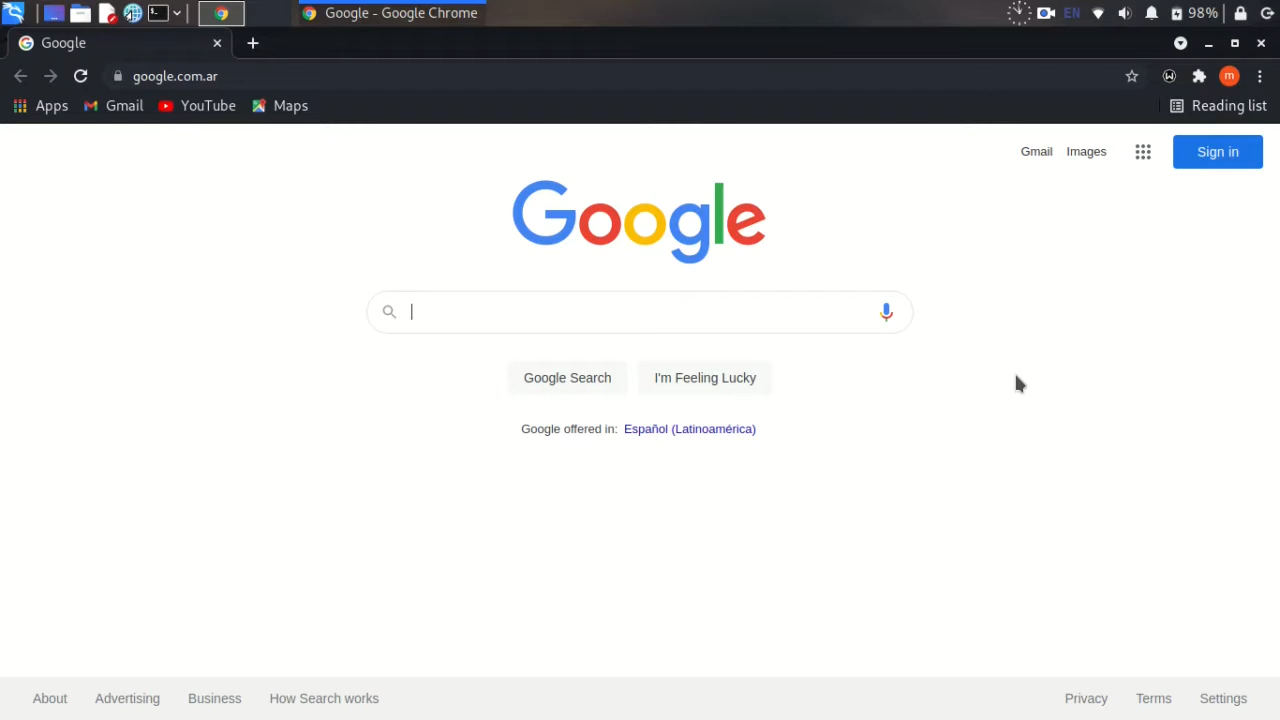 Google - Google Chrome EN 98%
Google
google.com.ar
Apps Gmail YouTube Maps Reading list
Gmail Images Sign in
Google
Google Search I'm Feeling Lucky
Google offered in: Español (Latinoamérica)
About Advertising Business How Search works Privacy Terms Settings